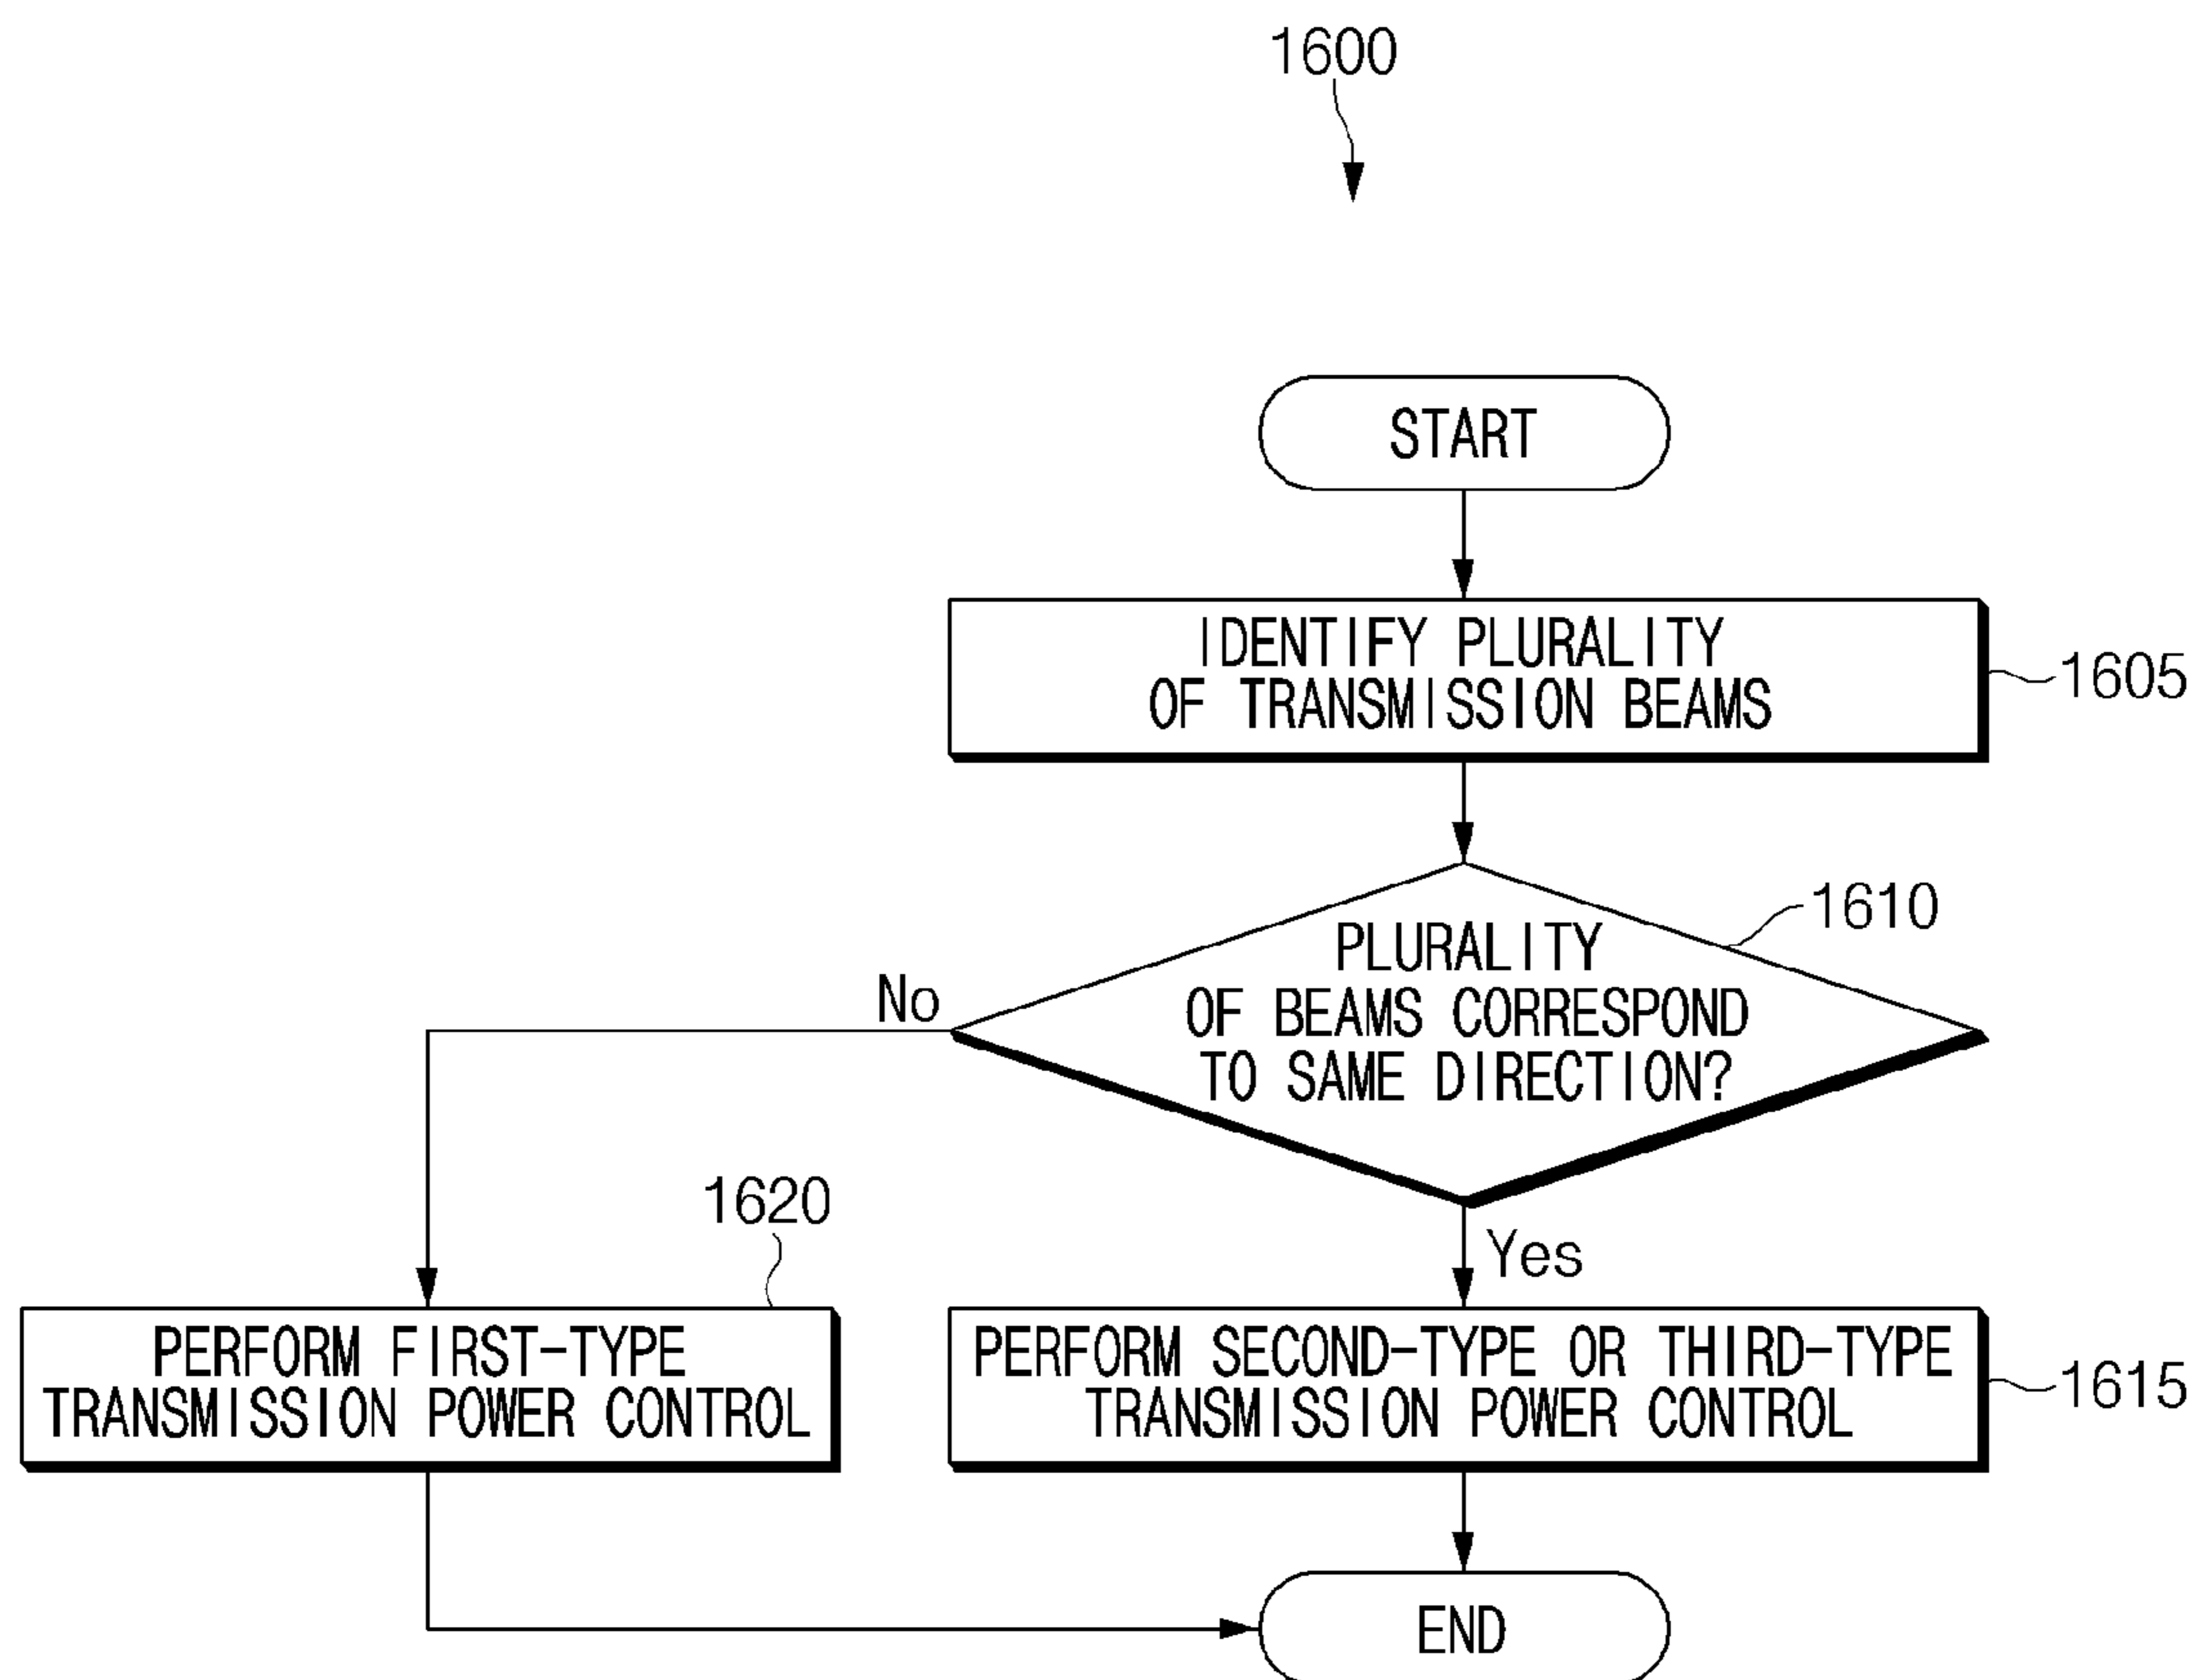 1600
START
IDENTIFY PLURALITY
OF TRANSMISSION BEAMS
1605
PLURALITY
OF BEAMS CORRESPOND
TO SAME DIRECTION?
1610
No
Yes
1620
PERFORM FIRST-TYPE
TRANSMISSION POWER CONTROL
PERFORM SECOND-TYPE OR THIRD-TYPE
TRANSMISSION POWER CONTROL
1615
END